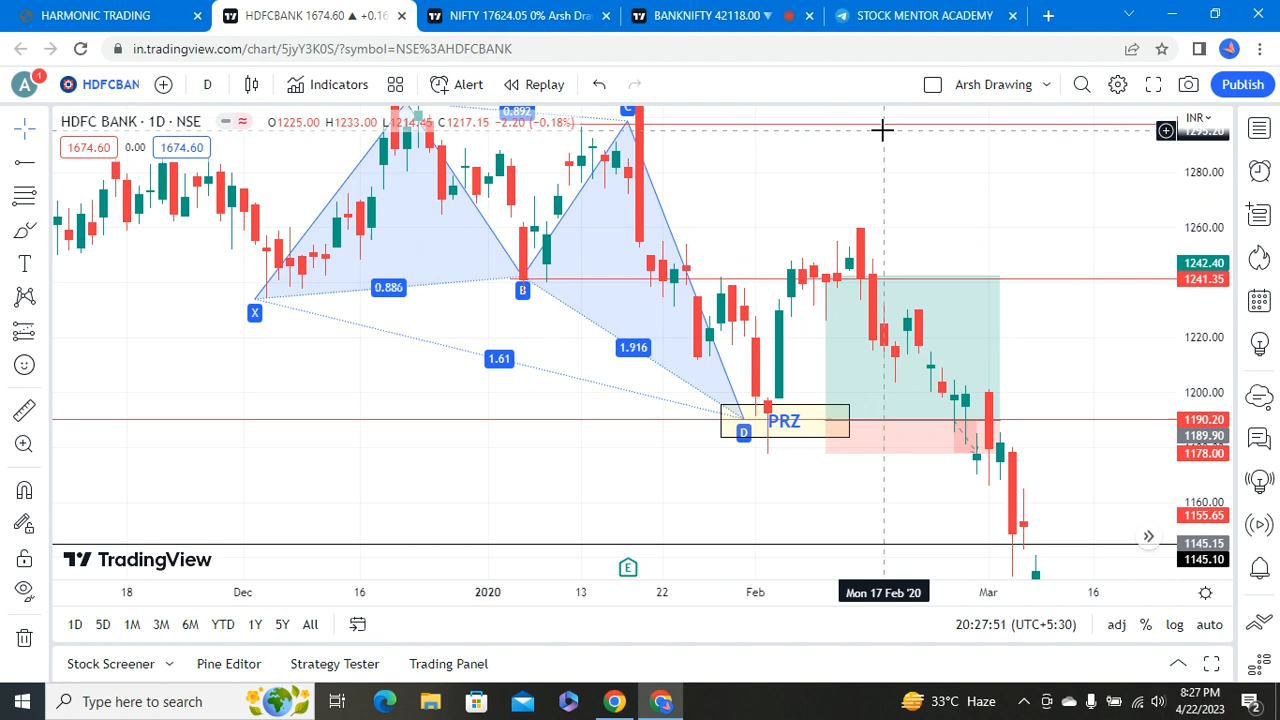 HARMONIC TRADING
HDFCBANK 1674.60 ▲ +0.16
NIFTY 17624.05 0% Arsh Dra
BANKNIFTY 42118.00 ▼
STOCK MENTOR ACADEMY
in.tradingview.com/chart/5jyY3K0S/?symbol=NSE%3AHDFCBANK
A 1 HDFCBAN D Indicators Alert Replay Arsh Drawing Publish
HDFC BANK · 1D · NSE O1225.00 H1233.00 L1214.45 C1217.15 −2.20 (−0.18%)
1674.60 0.00 1674.60
INR
1295.20
1280.00
1260.00
1242.40
1241.35
1220.00
1200.00
1190.20
1189.90
1178.00
1160.00
1155.65
1145.15
1145.10
0.892
C
0.886
B
X
1.916
1.61
PRZ
D
TradingView
E
18 Dec 16 2020 13 22 Feb Mon 17 Feb '20 Mar 16
1D 5D 1M 3M 6M YTD 1Y 5Y All 20:27:51 (UTC+5:30) adj % log auto
Stock Screener Pine Editor Strategy Tester Trading Panel
Type here to search 33°C Haze 8:27 PM
4/22/2023
2